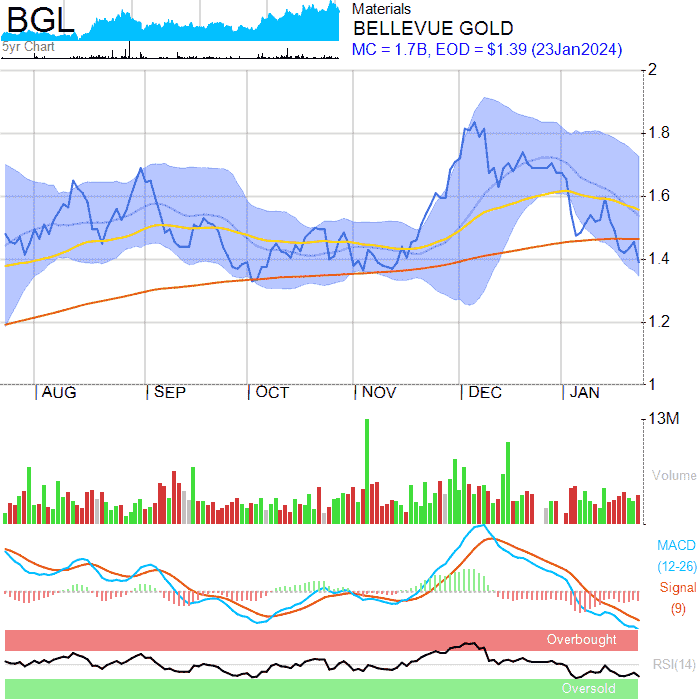 BGL
5yr Chart
Materials
BELLEVUE GOLD
MC = 1.7B, EOD = $1.39 (23Jan2024)
2
1.8
1.6
1.4
1.2
1
AUG SEP OCT NOV DEC JAN
13M
Volume
MACD
(12-26)
Signal
(9)
Overbought
RSI(14)
Oversold